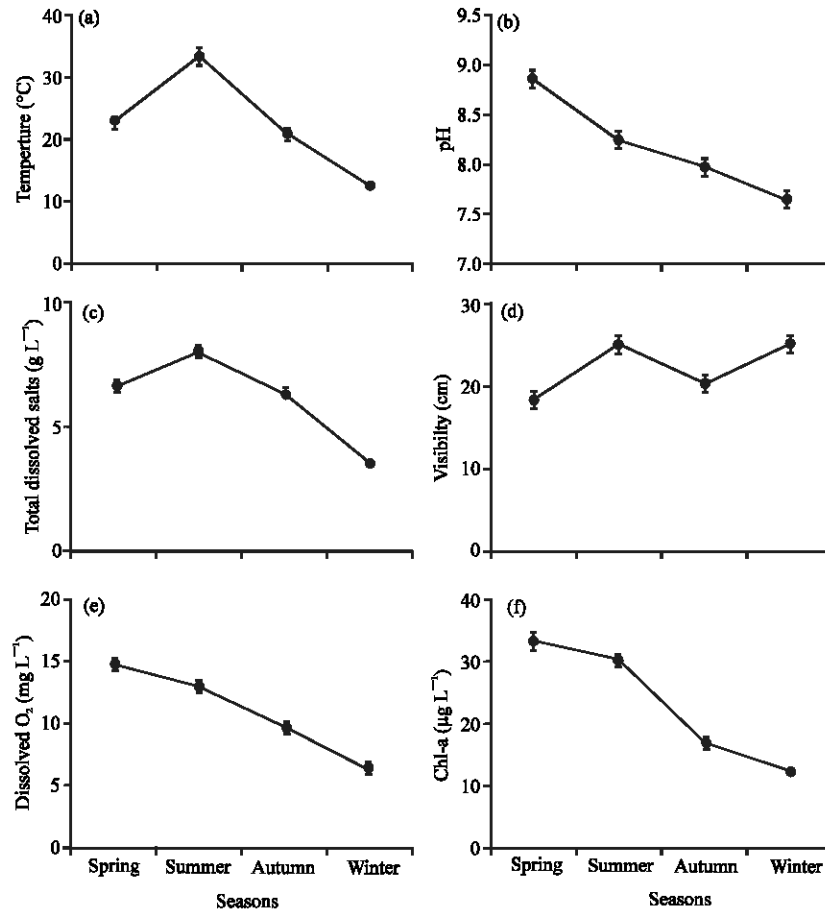 (a)
Temperture (°C)
40
30
20
10
0
(b)
pH
9.5
9.0
8.5
8.0
7.5
7.0
(c)
Total dissolved salts (g L⁻¹)
10
5
0
(d)
Visibilty (cm)
30
20
10
0
(e)
Dissolved O₂ (mg L⁻¹)
20
15
10
5
0
Spring Summer Autumn Winter
Seasons
(f)
Chl-a (µg L⁻¹)
40
30
20
10
0
Spring Summer Autumn Winter
Seasons